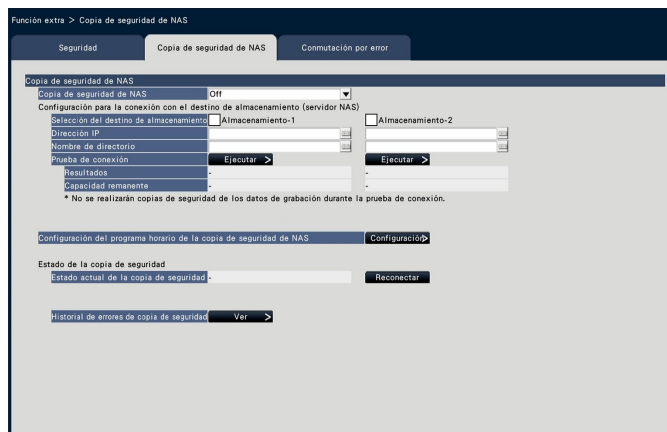 Función extra > Copia de seguridad de NAS
Seguridad Copia de seguridad de NAS Conmutación por error
Copia de seguridad de NAS
Copia de seguridad de NAS Off
Configuración para la conexión con el destino de almacenamiento (servidor NAS)
Selección del destino de almacenamiento Almacenamiento-1 Almacenamiento-2
Dirección IP
Nombre de directorio
Prueba de conexión Ejecutar > Ejecutar >
Resultados - -
Capacidad remanente - -
* No se realizarán copias de seguridad de los datos de grabación durante la prueba de conexión.
Configuración del programa horario de la copia de seguridad de NAS Configuración>
Estado de la copia de seguridad
Estado actual de la copia de seguridad - Reconectar
Historial de errores de copia de seguridad Ver >